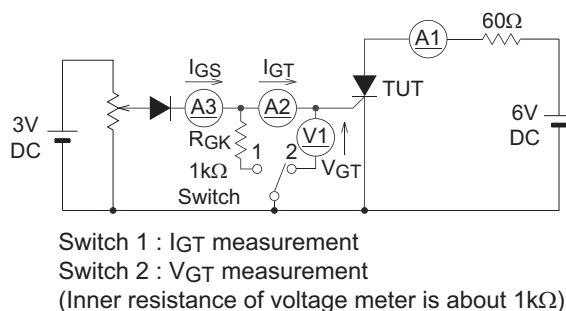 A1
60Ω
IGS
IGT
TUT
3V
DC
A3
A2
6V
DC
RGK
1
2
V1
1kΩ
VGT
Switch
Switch 1 : IGT measurement
Switch 2 : VGT measurement
(Inner resistance of voltage meter is about 1kΩ)